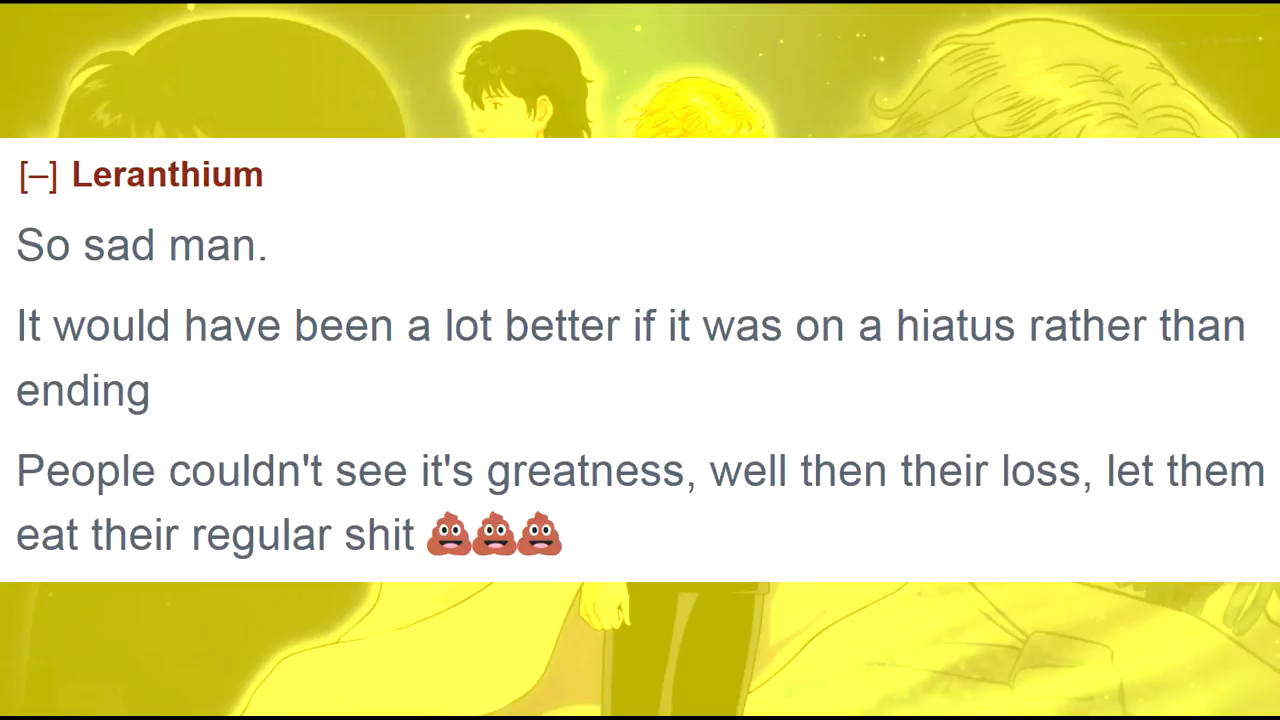 [–] Leranthium
So sad man.
It would have been a lot better if it was on a hiatus rather than
ending
People couldn't see it's greatness, well then their loss, let them
eat their regular shit 💩💩💩